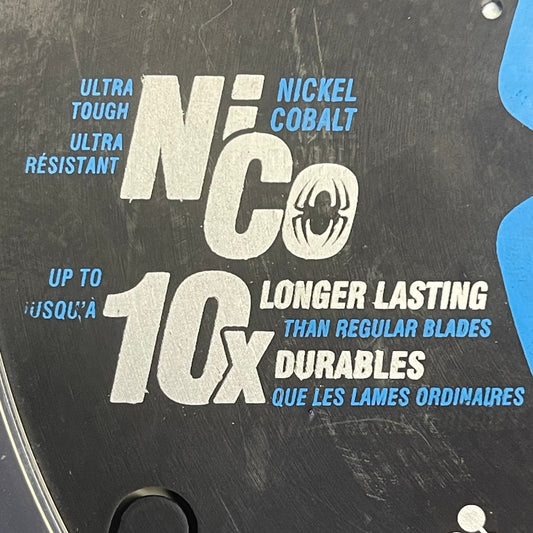 ULTRA
TOUGH
ULTRA
RÉSISTANT
NiCo
NICKEL
COBALT
UP TO
JUSQU'À
10x
LONGER LASTING
THAN REGULAR BLADES
DURABLES
QUE LES LAMES ORDINAIRES